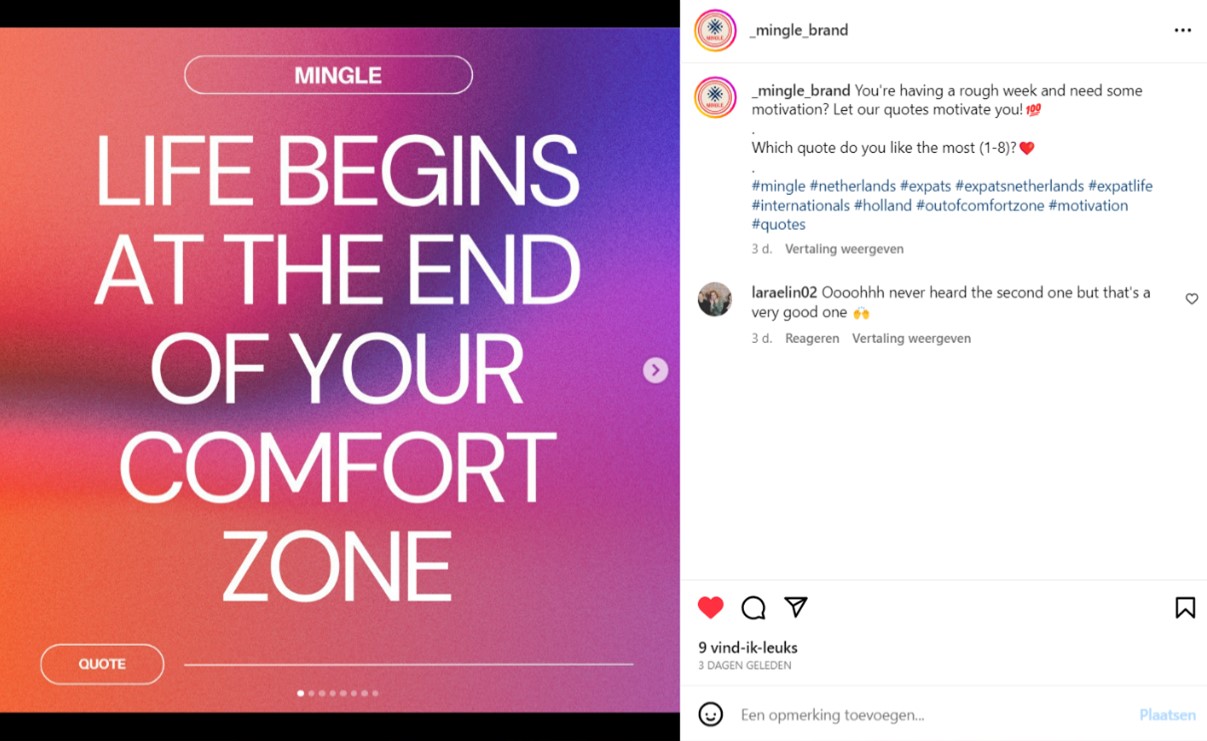 MINGLE
LIFE BEGINS
AT THE END
OF YOUR
COMFORT
ZONE
QUOTE
_mingle_brand
_mingle_brand You're having a rough week and need some
motivation? Let our quotes motivate you!💯
.
Which quote do you like the most (1-8)?❤️
.
#mingle #netherlands #expats #expatsnetherlands #expatlife
#internationals #holland #outofcomfortzone #motivation
#quotes
3 d. Vertaling weergeven
laraelin02 Oooohhh never heard the second one but that's a
very good one 🙌
3 d. Reageren Vertaling weergeven
9 vind-ik-leuks
3 DAGEN GELEDEN
Een opmerking toevoegen... Plaatsen